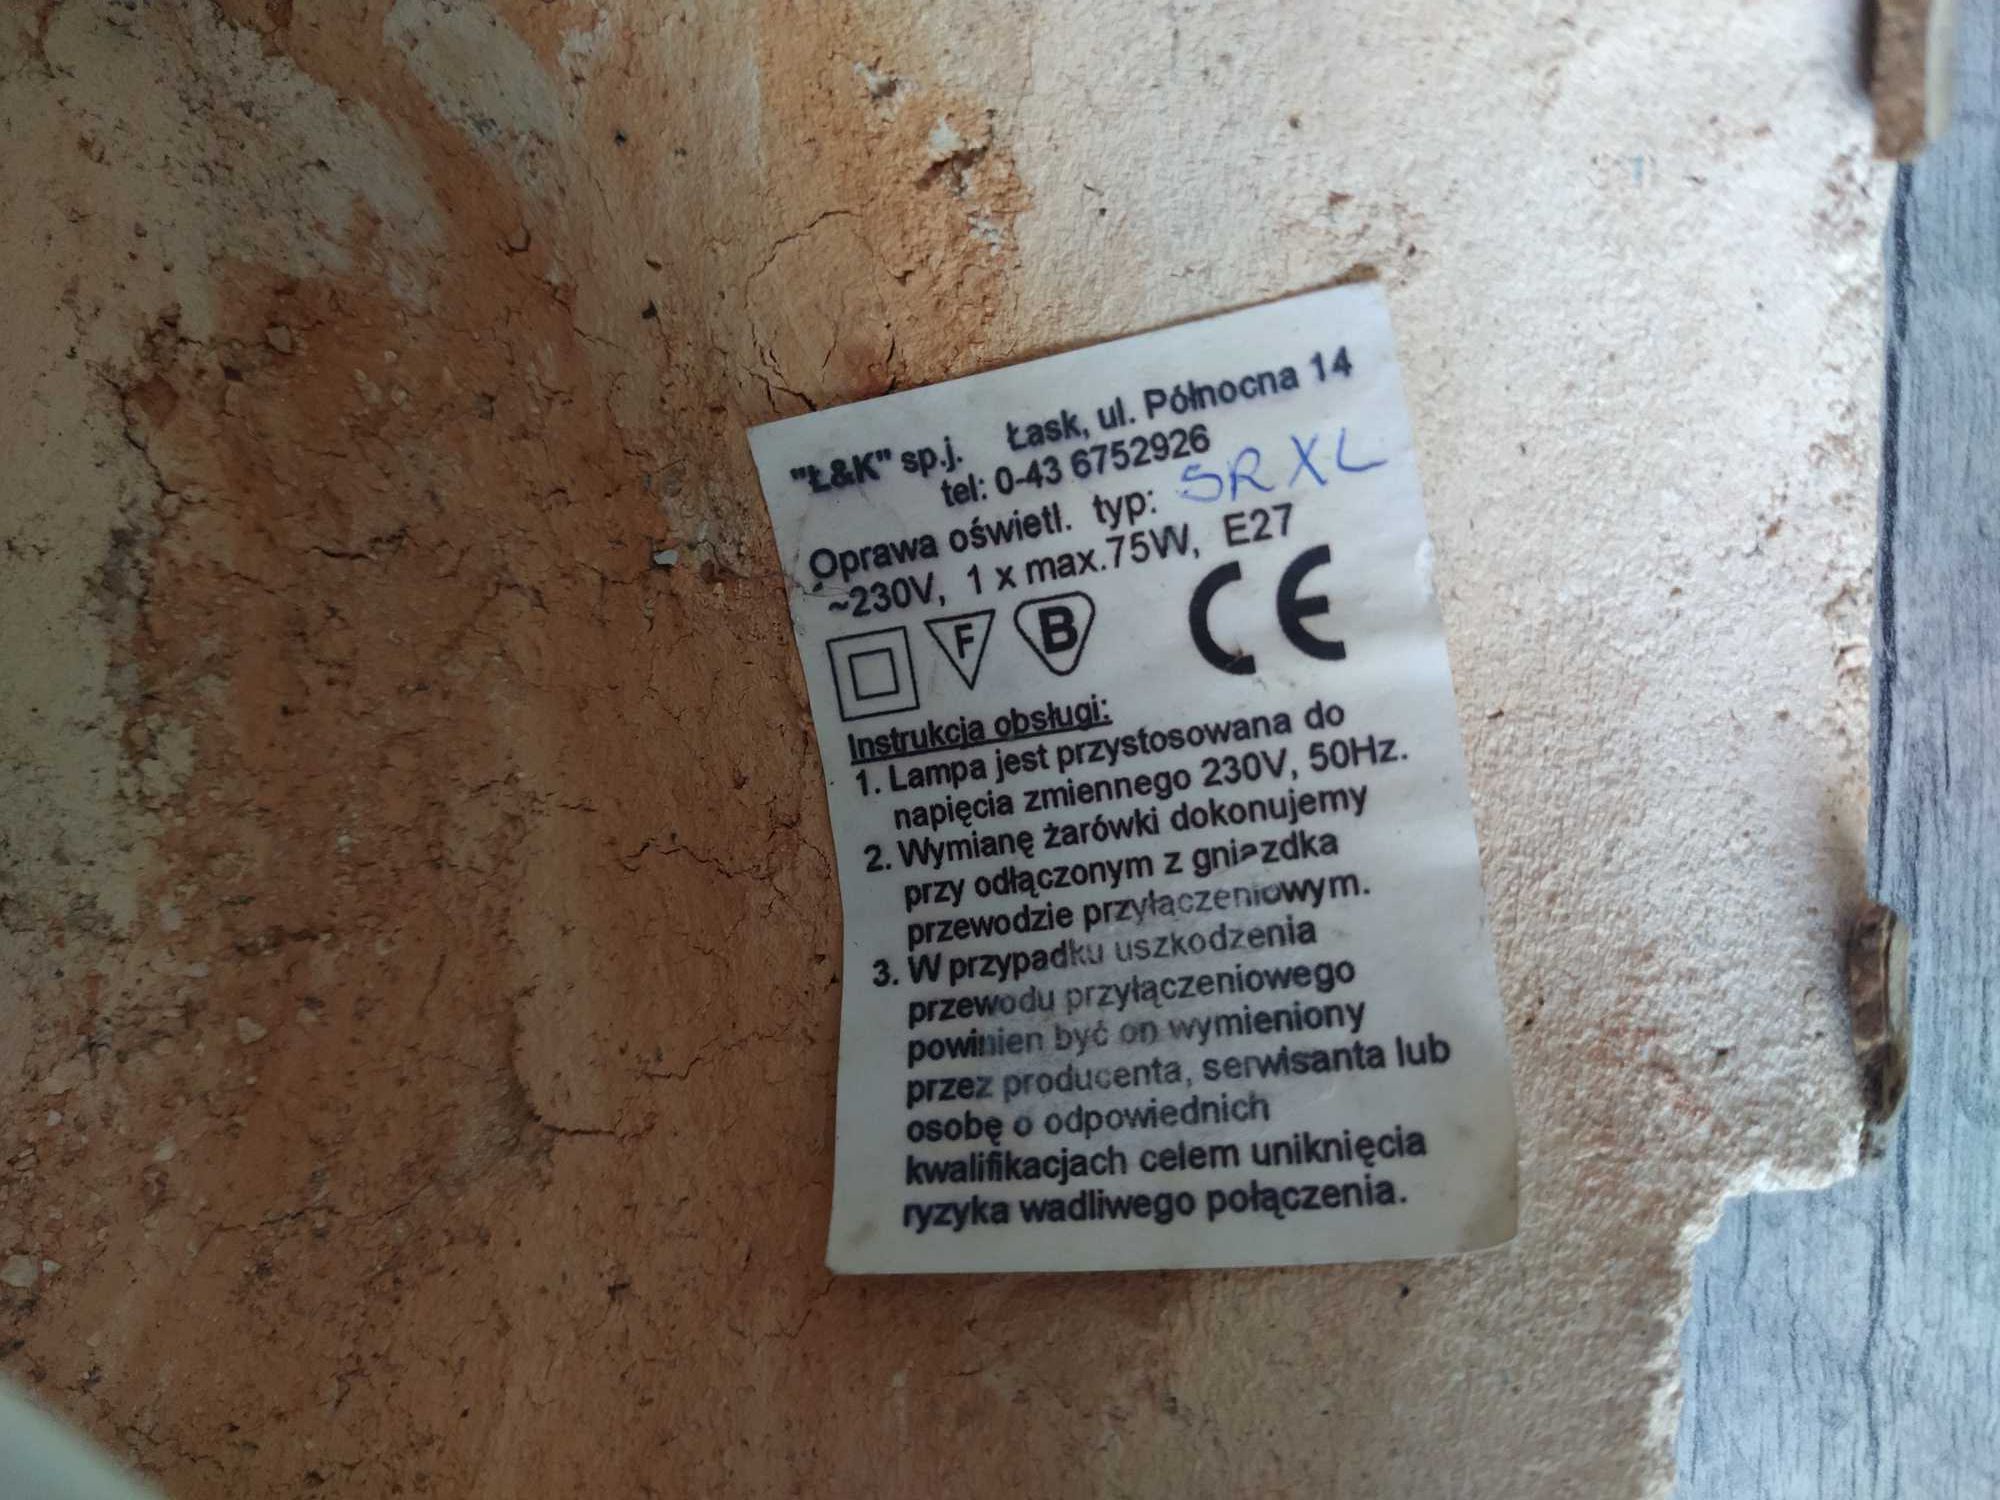 "Ł&K" sp.j. Łask, ul. Północna 14
tel: 0-43 6752926
Oprawa oświetl. typ: SRXL
~230V, 1 x max.75W, E27
F B CE
Instrukcja obsługi:
1. Lampa jest przystosowana do
napięcia zmiennego 230V, 50Hz.
2. Wymianę żarówki dokonujemy
przy odłączonym z gniazdka
przewodzie przyłączeniowym.
3. W przypadku uszkodzenia
przewodu przyłączeniowego
powinien być on wymieniony
przez producenta, serwisanta lub
osobę o odpowiednich
kwalifikacjach celem uniknięcia
ryzyka wadliwego połączenia.